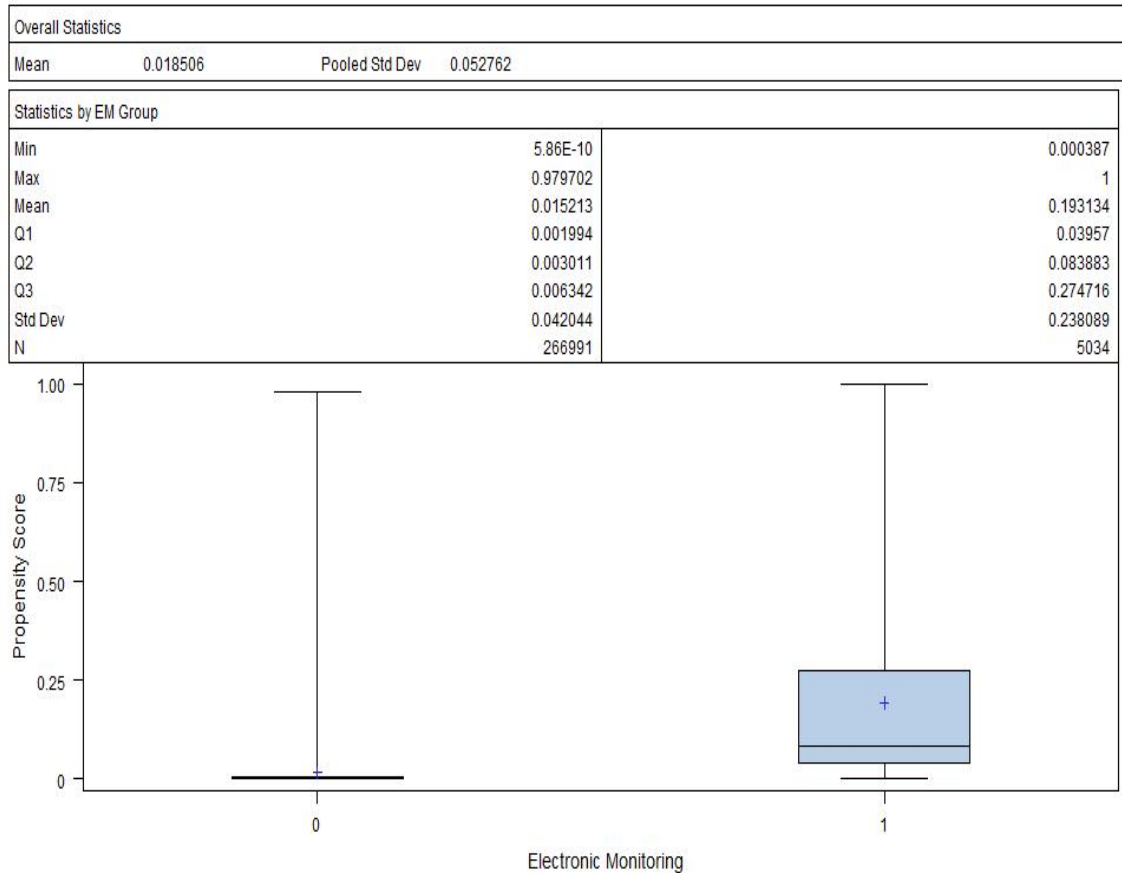 Overall Statistics
Mean 0.018506 Pooled Std Dev 0.052762
Statistics by EM Group
Min 5.86E-10 0.000387
Max 0.979702 1
Mean 0.015213 0.193134
Q1 0.001994 0.03957
Q2 0.003011 0.083883
Q3 0.006342 0.274716
Std Dev 0.042044 0.238089
N 266991 5034
1.00
0.75
0.50
0.25
0
Propensity Score
0 1
Electronic Monitoring